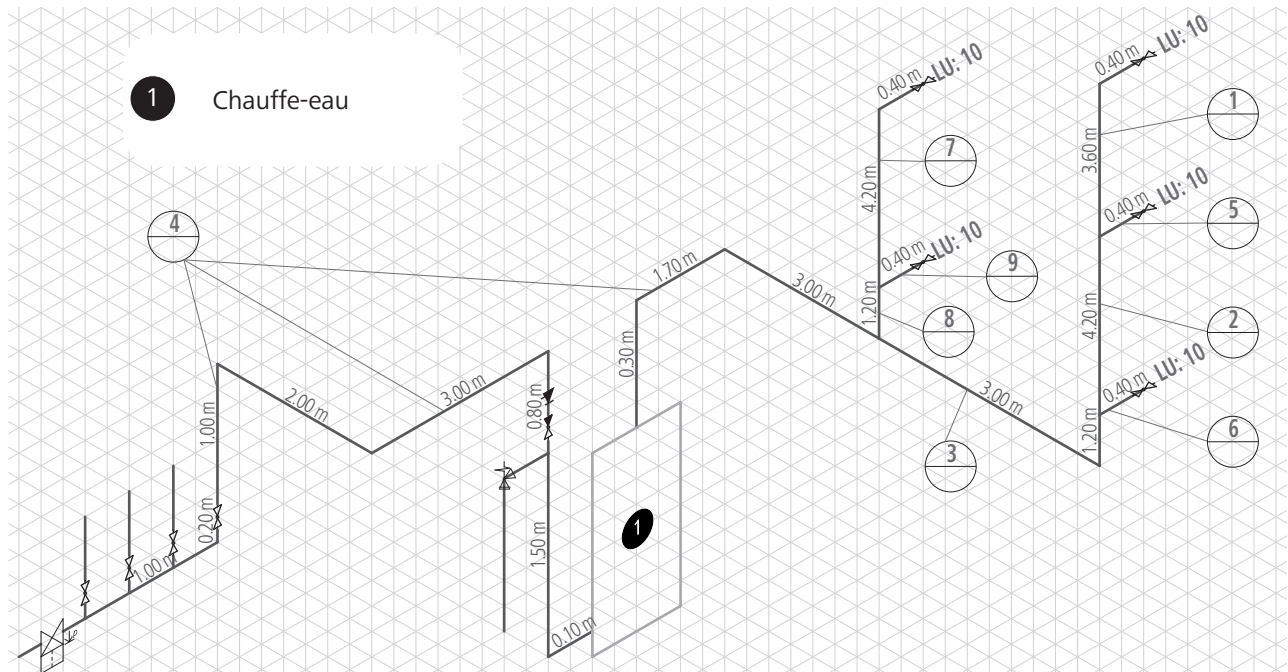 1 Chauffe-eau
4
1.00 m
0.20 m
1.00 m
2.00 m
3.00 m
0.80 m
1.50 m
0.10 m
1
0.30 m
1.70 m
3.00 m
0.40 m LU: 10
7
4.20 m
0.40 m LU: 10
9
1.20 m
8
3.00 m
3
0.40 m LU: 10
1
3.60 m
0.40 m LU: 10
5
4.20 m
2
0.40 m LU: 10
1.20 m
6